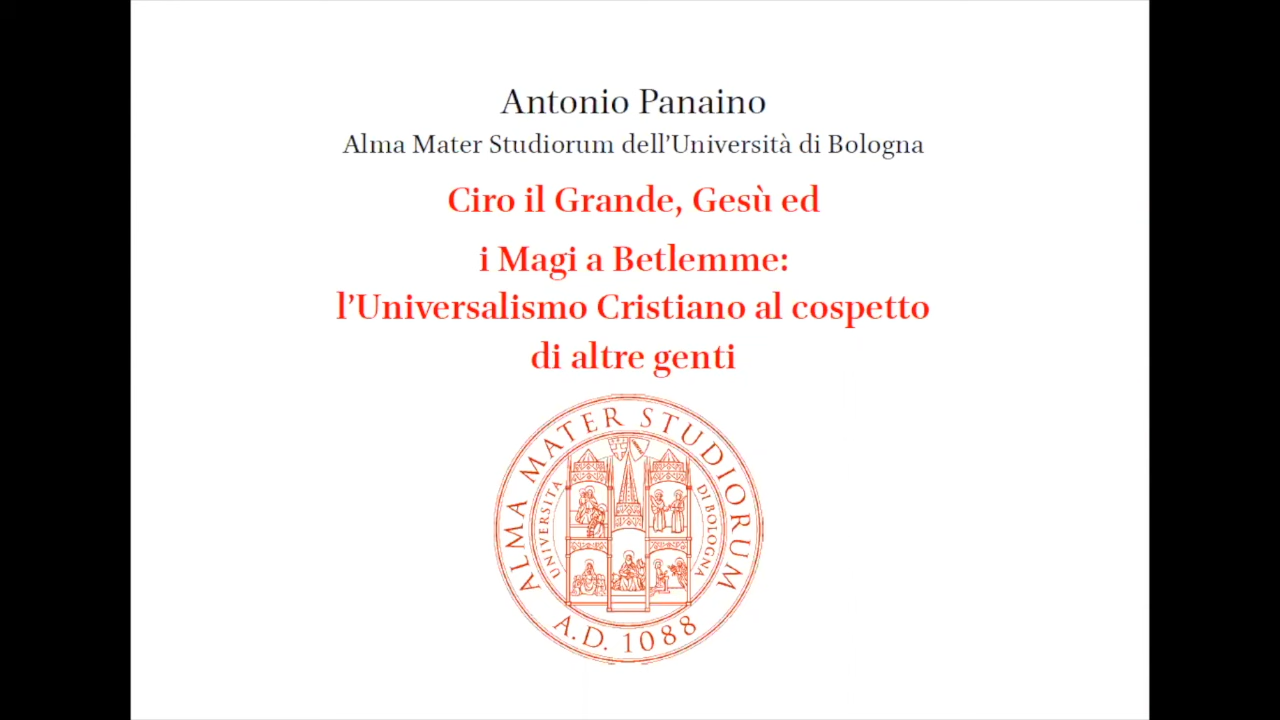 Antonio Panaino
Alma Mater Studiorum dell'Università di Bologna
Ciro il Grande, Gesù ed
i Magi a Betlemme:
l'Universalismo Cristiano al cospetto
di altre genti
ALMA MATER STUDIORUM
UNIVERSITA DI BOLOGNA
A.D. 1088